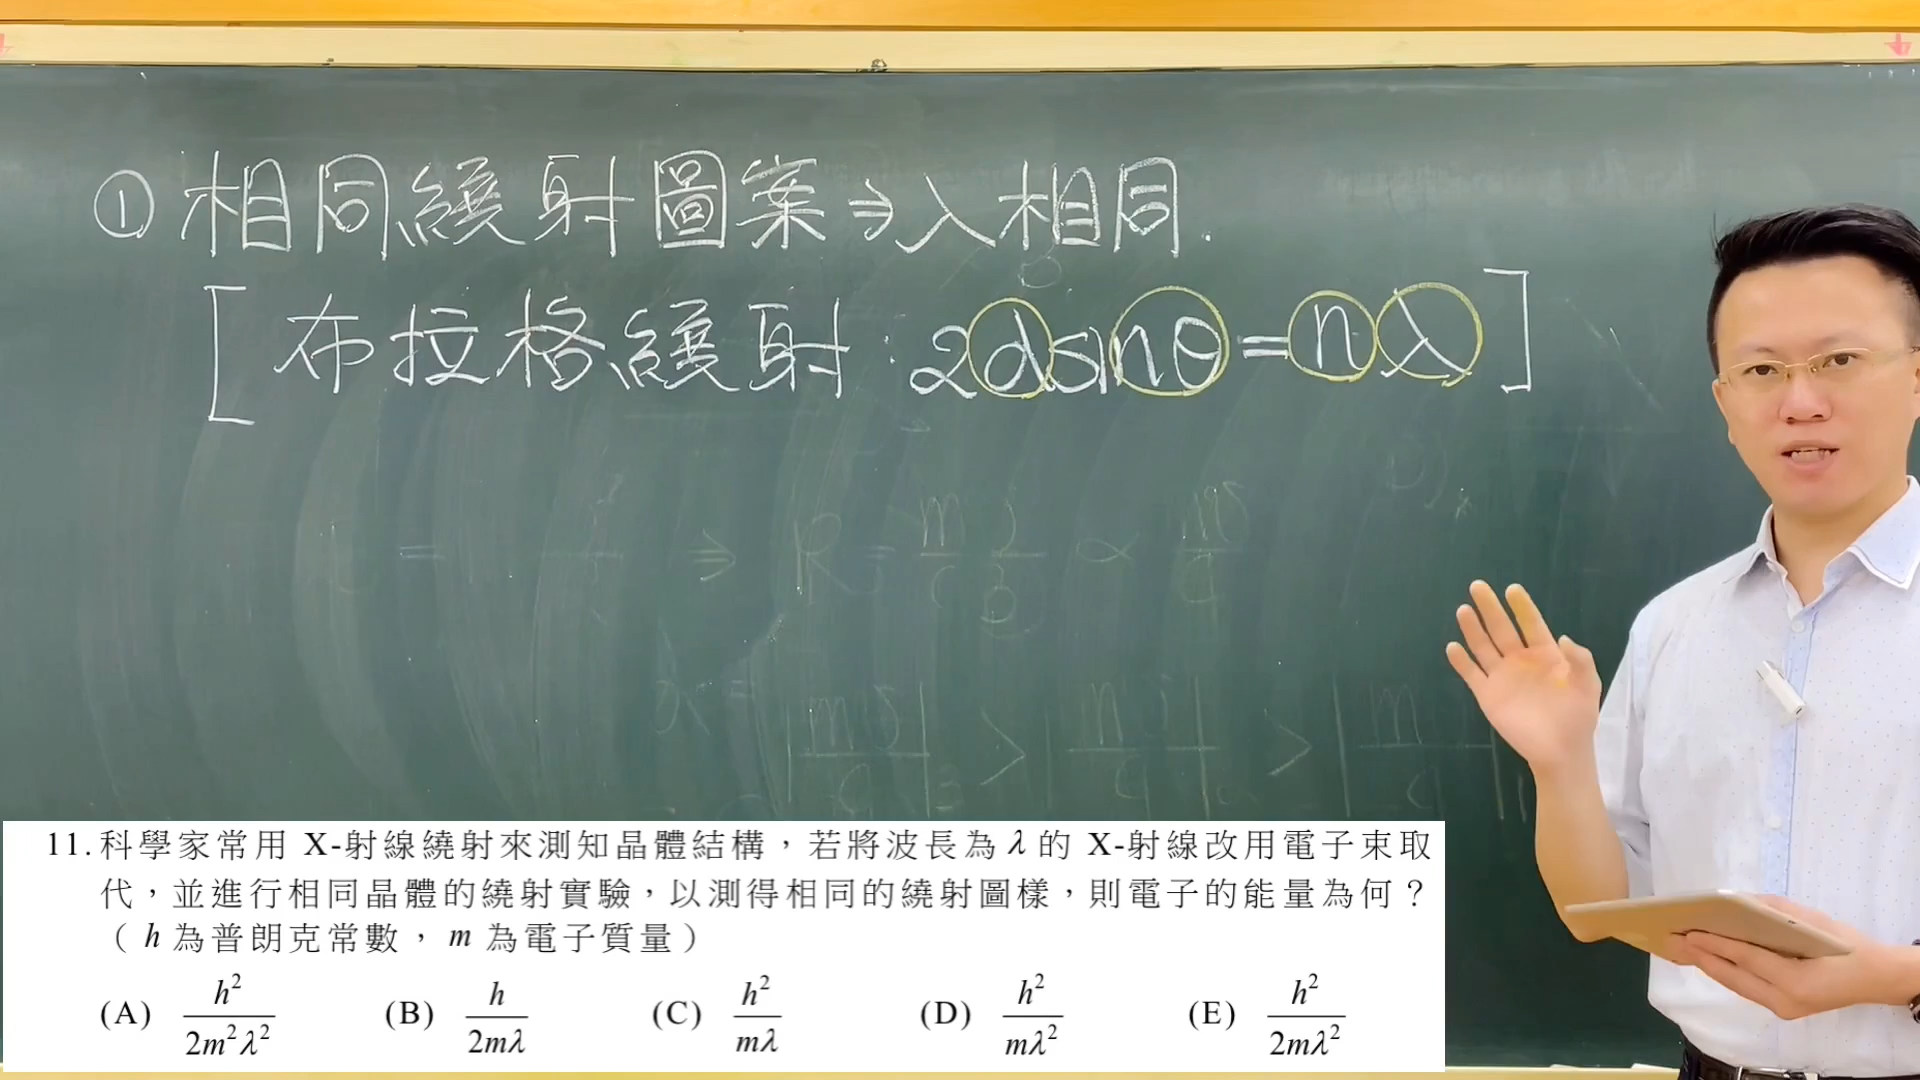 ① 相同繞射圖案⇒λ相同.
[布拉格繞射:2dsinθ=nλ]
⇒ R = ∝
> >
11.科學家常用 X-射線繞射來測知晶體結構，若將波長為 λ 的 X-射線改用電子束取
代，並進行相同晶體的繞射實驗，以測得相同的繞射圖樣，則電子的能量為何？
（ h 為普朗克常數， m 為電子質量）
(A) h²/2m²λ² (B) h/2mλ (C) h²/mλ (D) h²/mλ² (E) h²/2mλ²